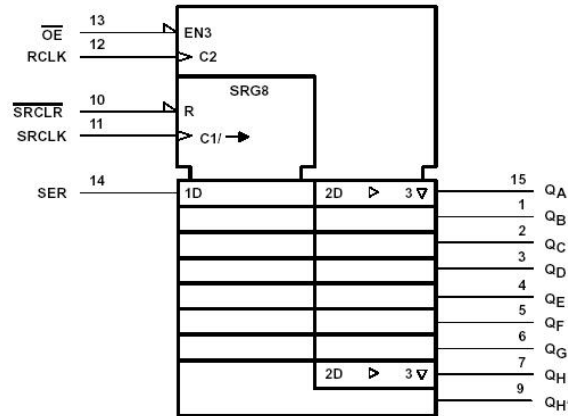 OE 13 EN3
RCLK 12 C2
SRG8
SRCLR 10 R
SRCLK 11 C1/
SER 14 1D 2D 3 15 QA
1 QB
2 QC
3 QD
4 QE
5 QF
6 QG
2D 3 7 QH
9 QH'